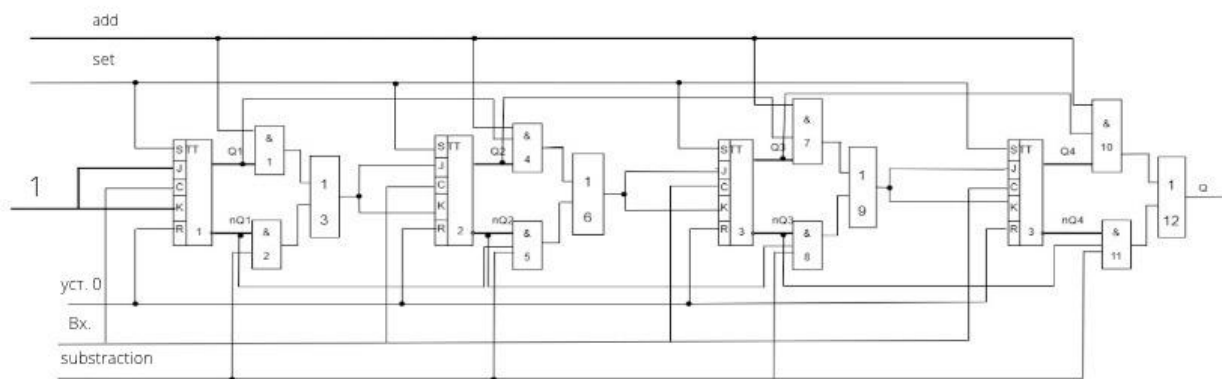 add
set
S TT
J
C
K
R
1
Q1
nQ1
&
1
&
2
1
3
S TT
J
C
K
R
2
Q2
nQ2
&
4
&
5
1
6
S TT
J
C
K
R
3
Q3
nQ3
&
7
&
8
1
9
S TT
J
C
K
R
3
Q4
nQ4
&
10
&
11
1
12
Q
1
уст. 0
Вх.
substraction